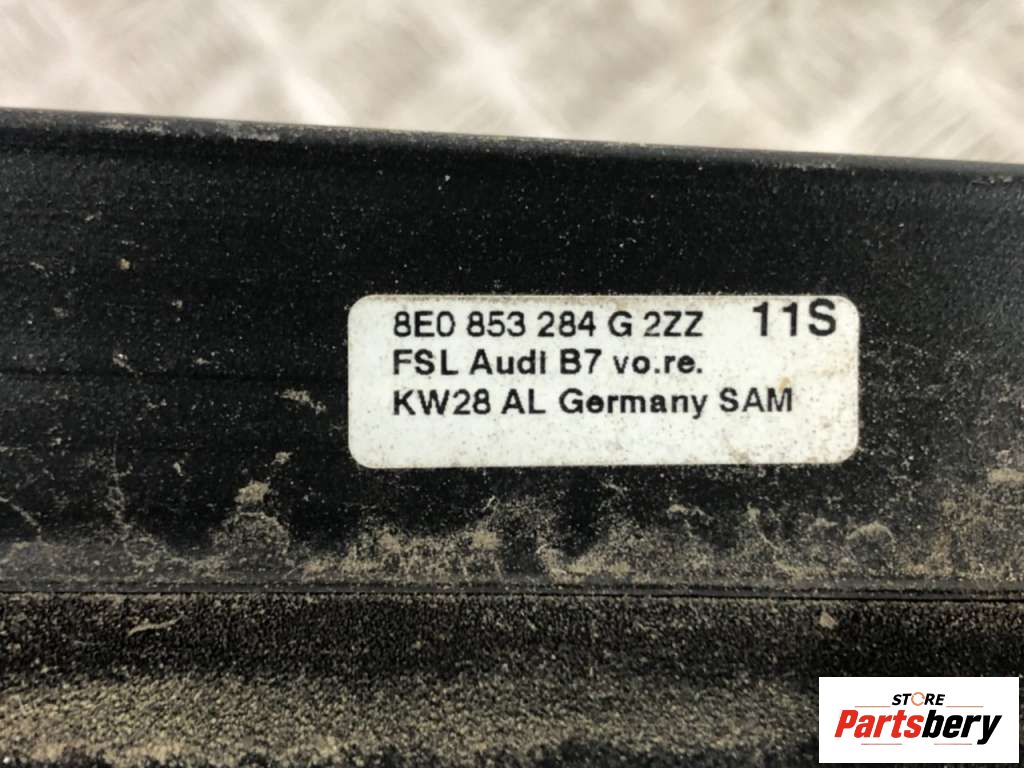 8E0 853 284 G 2ZZ 11S
FSL Audi B7 vo.re.
KW28 AL Germany SAM
STORE
Partsbery